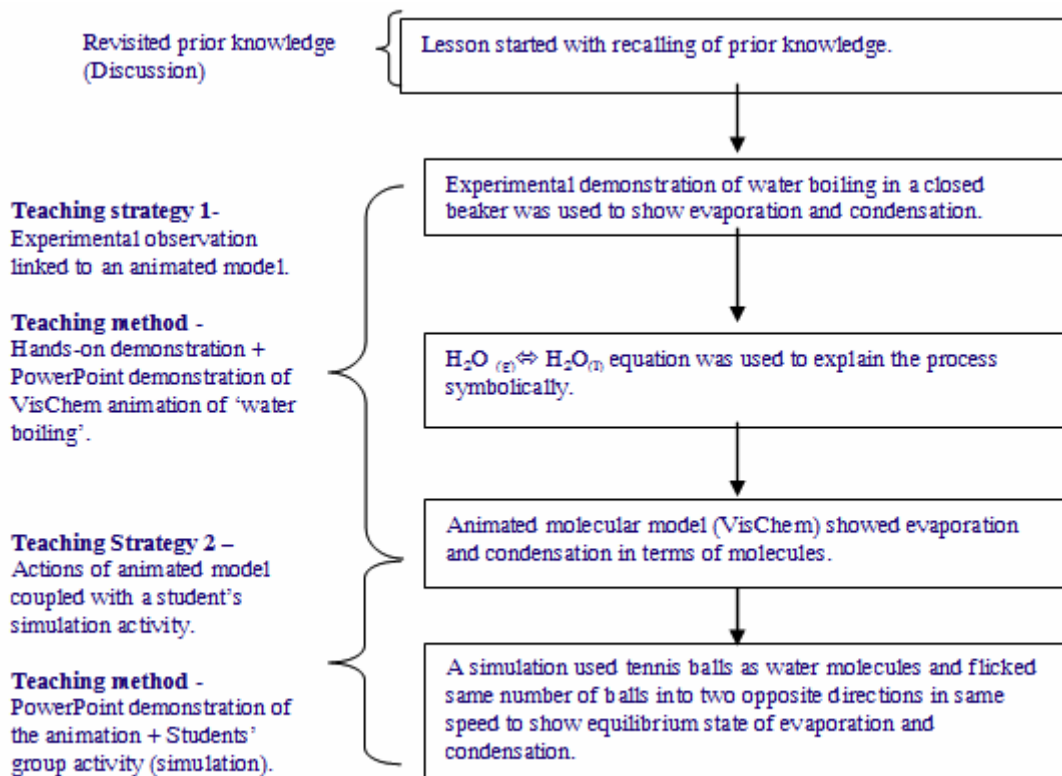 Revisited prior knowledge
(Discussion)
Lesson started with recalling of prior knowledge.
Experimental demonstration of water boiling in a closed
beaker was used to show evaporation and condensation.
Teaching strategy 1-
Experimental observation
linked to an animated model.
Teaching method -
Hands-on demonstration +
PowerPoint demonstration of
VisChem animation of ‘water
boiling’.
H₂O (g) ⇔ H₂O(l) equation was used to explain the process
symbolically.
Animated molecular model (VisChem) showed evaporation
and condensation in terms of molecules.
Teaching Strategy 2 –
Actions of animated model
coupled with a student’s
simulation activity.
Teaching method -
PowerPoint demonstration of
the animation + Students’
group activity (simulation).
A simulation used tennis balls as water molecules and flicked
same number of balls into two opposite directions in same
speed to show equilibrium state of evaporation and
condensation.